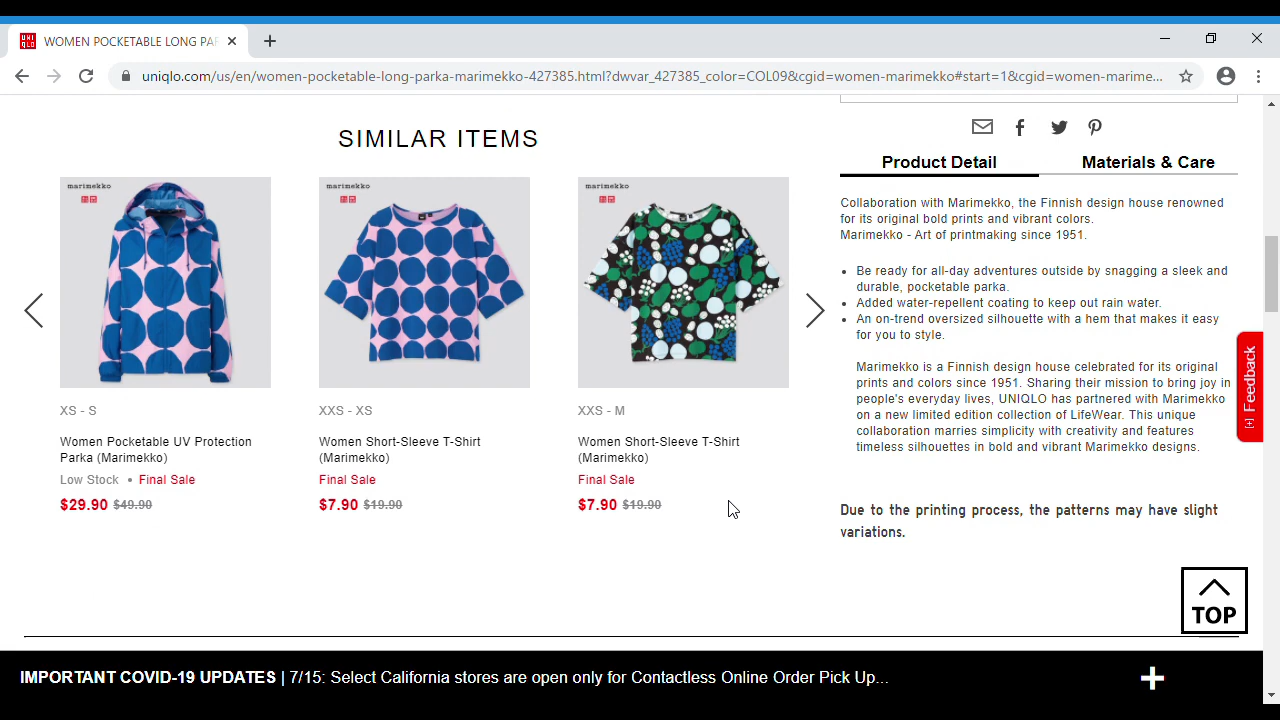 WOMEN POCKETABLE LONG PAR
uniqlo.com/us/en/women-pocketable-long-parka-marimekko-427385.html?dwvar_427385_color=COL09&cgid=women-marimekko#start=1&cgid=women-marime...
SIMILAR ITEMS
marimekko
marimekko
marimekko
XS - S
Women Pocketable UV Protection
Parka (Marimekko)
Low Stock • Final Sale
$29.90 $49.90
XXS - XS
Women Short-Sleeve T-Shirt
(Marimekko)
Final Sale
$7.90 $19.90
XXS - M
Women Short-Sleeve T-Shirt
(Marimekko)
Final Sale
$7.90 $19.90
Product Detail
Materials & Care
Collaboration with Marimekko, the Finnish design house renowned
for its original bold prints and vibrant colors.
Marimekko - Art of printmaking since 1951.
• Be ready for all-day adventures outside by snagging a sleek and
durable, pocketable parka.
• Added water-repellent coating to keep out rain water.
• An on-trend oversized silhouette with a hem that makes it easy
for you to style.
Marimekko is a Finnish design house celebrated for its original
prints and colors since 1951. Sharing their mission to bring joy in
people's everyday lives, UNIQLO has partnered with Marimekko
on a new limited edition collection of LifeWear. This unique
collaboration marries simplicity with creativity and features
timeless silhouettes in bold and vibrant Marimekko designs.
Due to the printing process, the patterns may have slight
variations.
[+] Feedback
TOP
IMPORTANT COVID-19 UPDATES | 7/15: Select California stores are open only for Contactless Online Order Pick Up...